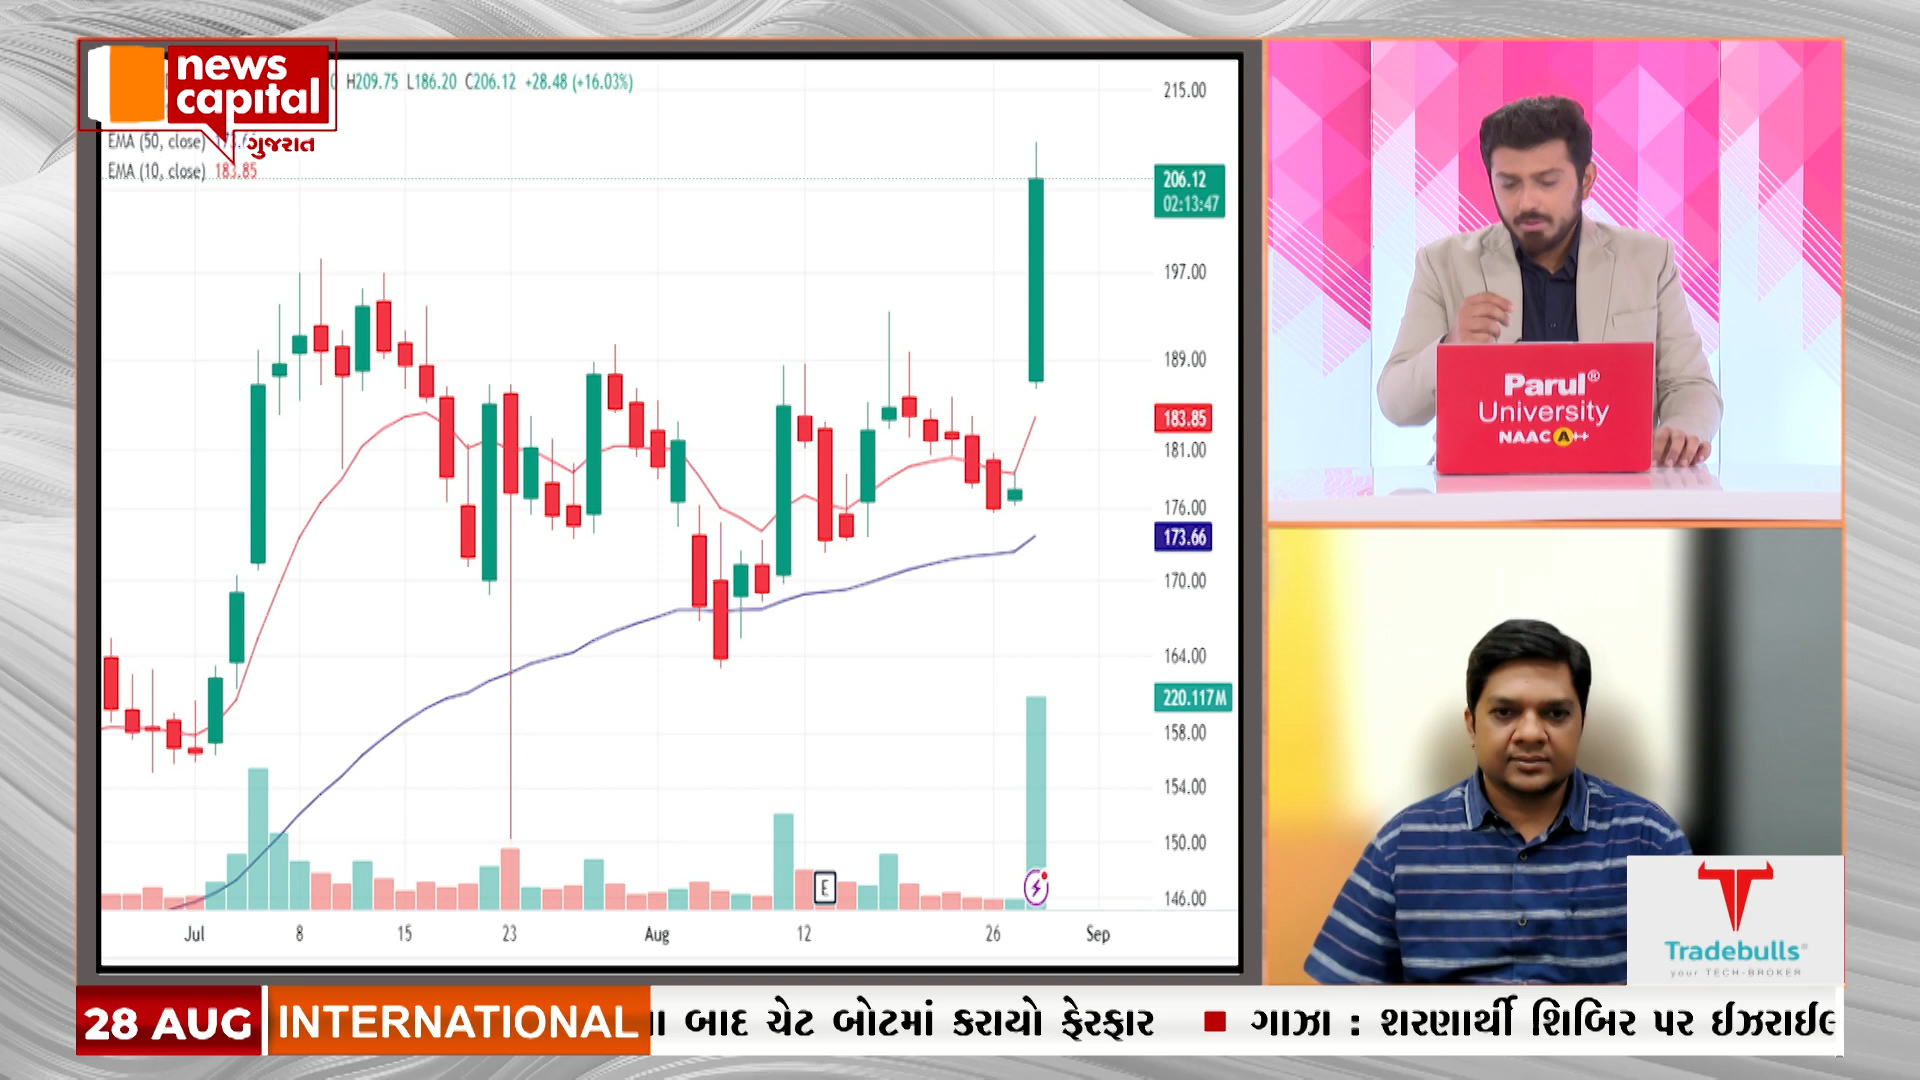 news
capital
ગુજરાત
H209.75 L186.20 C206.12 +28.48 (+16.03%)
EMA (50, close)
EMA (10, close) 183.85
215.00
206.12
02:13:47
197.00
189.00
183.85
181.00
176.00
173.66
170.00
164.00
220.117M
158.00
154.00
150.00
146.00
E
Jul 8 15 23 Aug 12 26 Sep
Parul®
University
NAAC A++
Tradebulls®
your TECH-BROKER
28 AUG INTERNATIONAL બાદ ચેટ બોટમાં કરાયો ફેરફાર ■ ગાઝા : શરણાર્થી શિબિર પર ઈઝરાઈલ